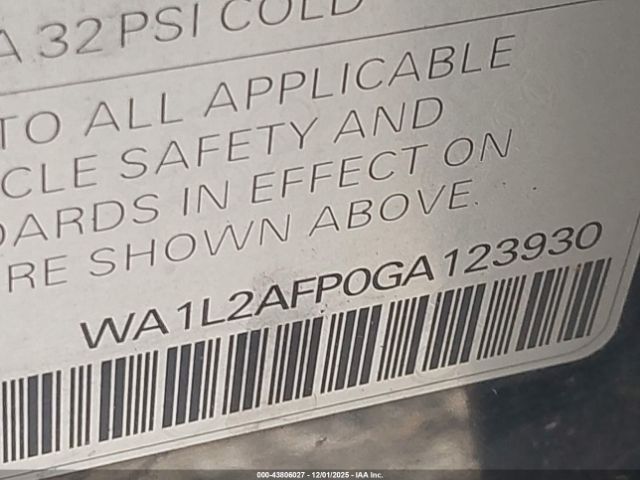 A 32 PSI COLD
TO ALL APPLICABLE
CLE SAFETY AND
DARDS IN EFFECT ON
RE SHOWN ABOVE.
WA1L2AFP0GA123930
000-43806027 - 12/01/2025 - IAA Inc.